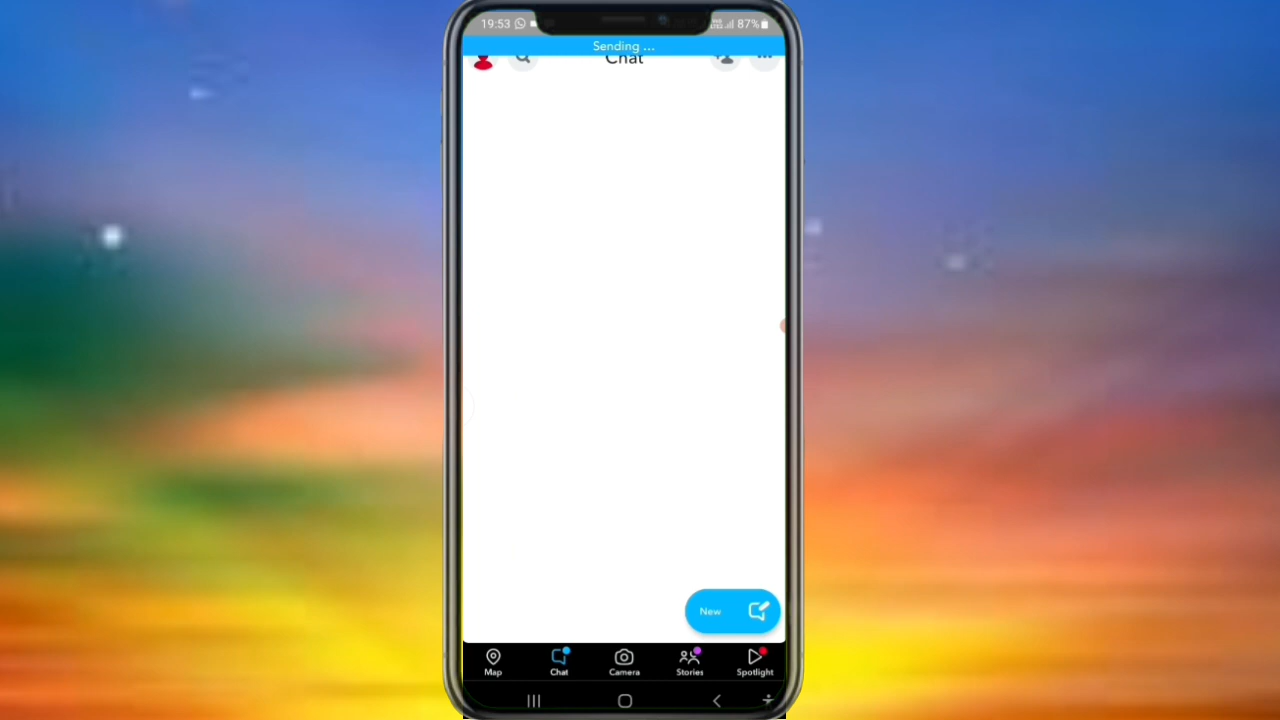 19:53 87%
Sending ...
Chat
New
Map Chat Camera Stories Spotlight